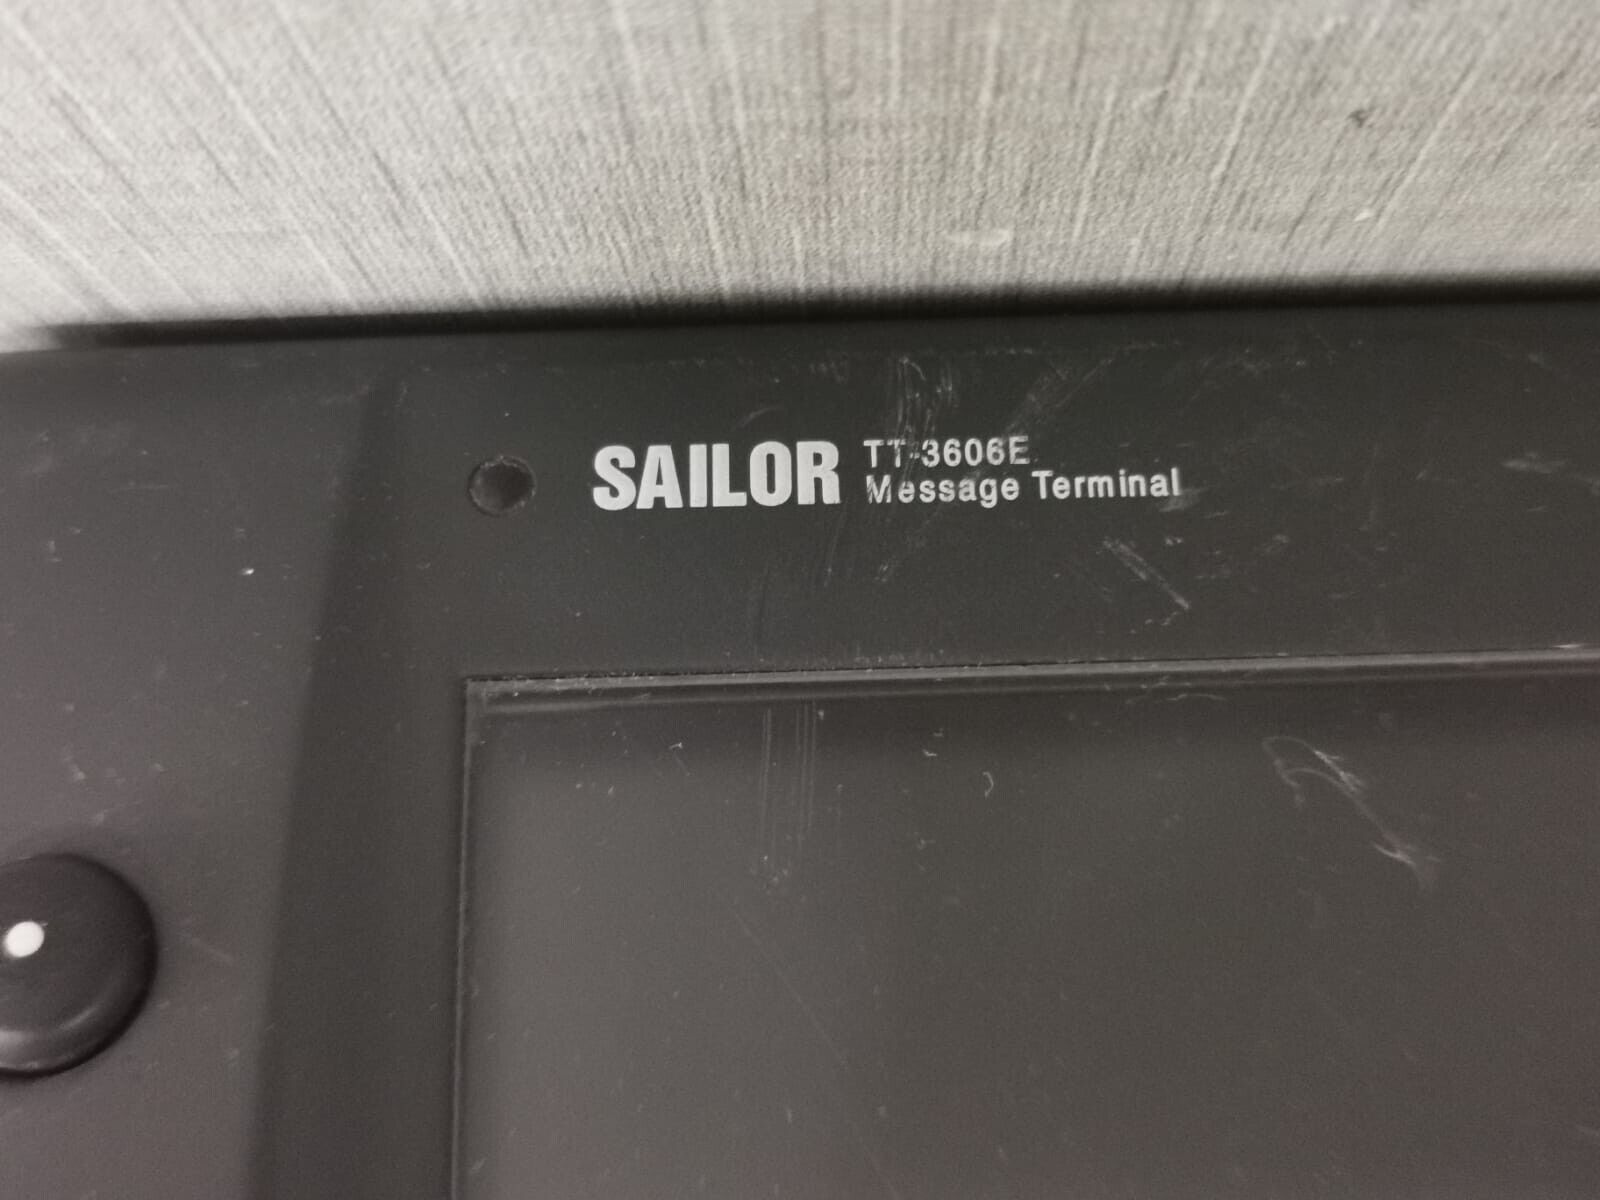 SAILOR TT-3606E
Message Terminal